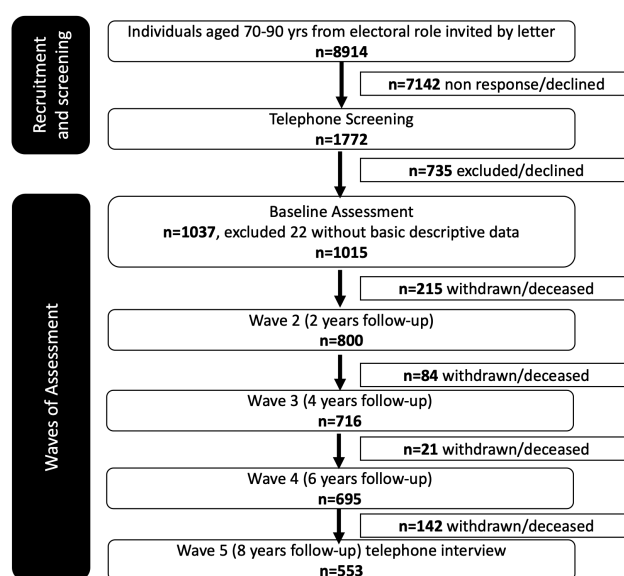 Recruitment
and screening
Individuals aged 70-90 yrs from electoral role invited by letter
n=8914
n=7142 non response/declined
Telephone Screening
n=1772
n=735 excluded/declined
Waves of Assessment
Baseline Assessment
n=1037, excluded 22 without basic descriptive data
n=1015
n=215 withdrawn/deceased
Wave 2 (2 years follow-up)
n=800
n=84 withdrawn/deceased
Wave 3 (4 years follow-up)
n=716
n=21 withdrawn/deceased
Wave 4 (6 years follow-up)
n=695
n=142 withdrawn/deceased
Wave 5 (8 years follow-up) telephone interview
n=553